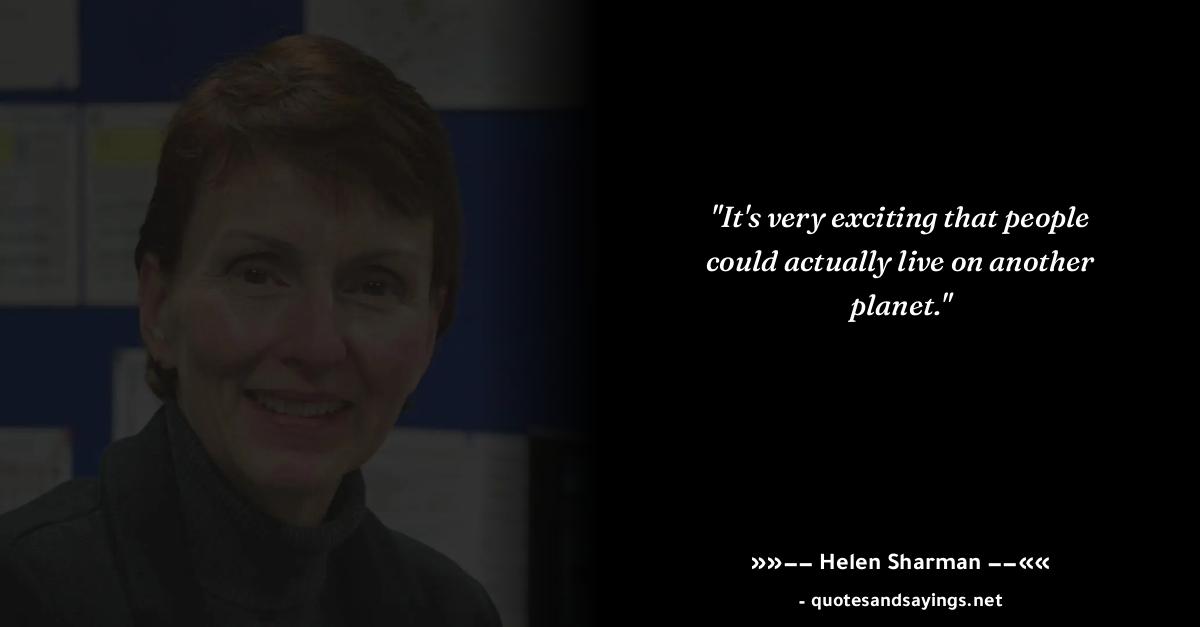 "It's very exciting that people
could actually live on another
planet."
»»−− Helen Sharman −−««
- quotesandsayings.net